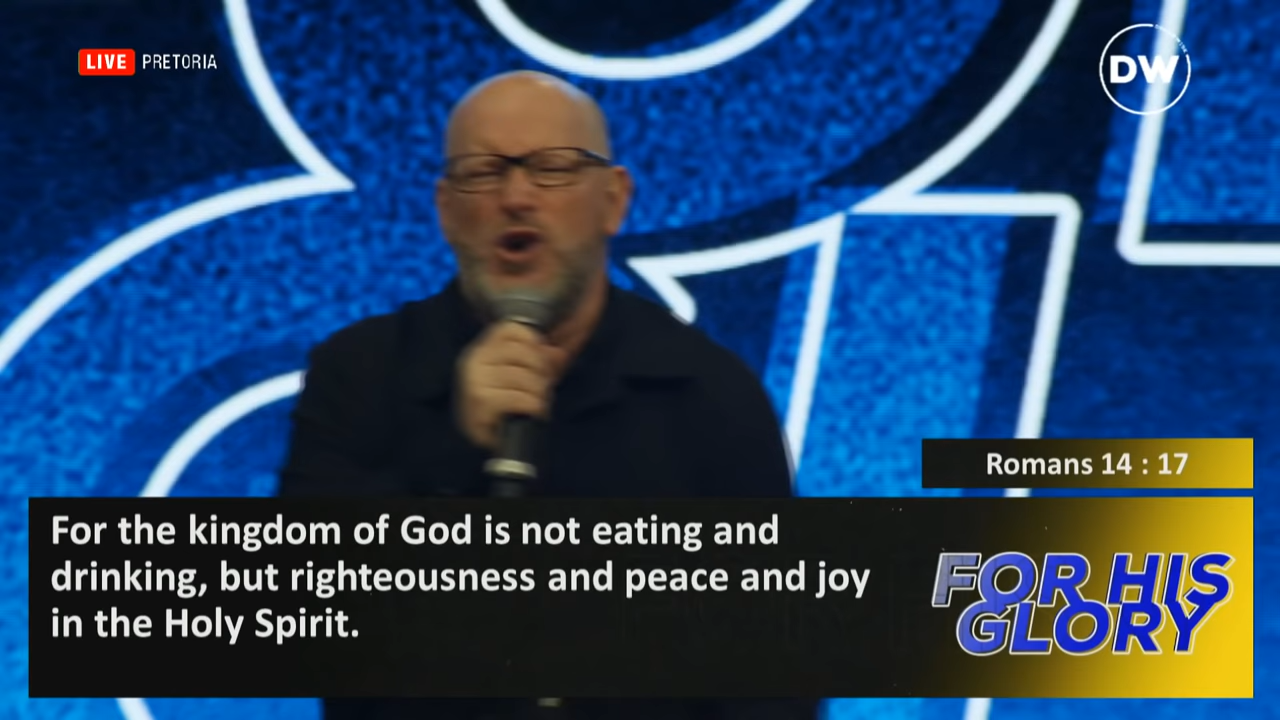 LIVE PRETORIA
DW
Romans 14 : 17
For the kingdom of God is not eating and
drinking, but righteousness and peace and joy
in the Holy Spirit.
FOR HIS
GLORY